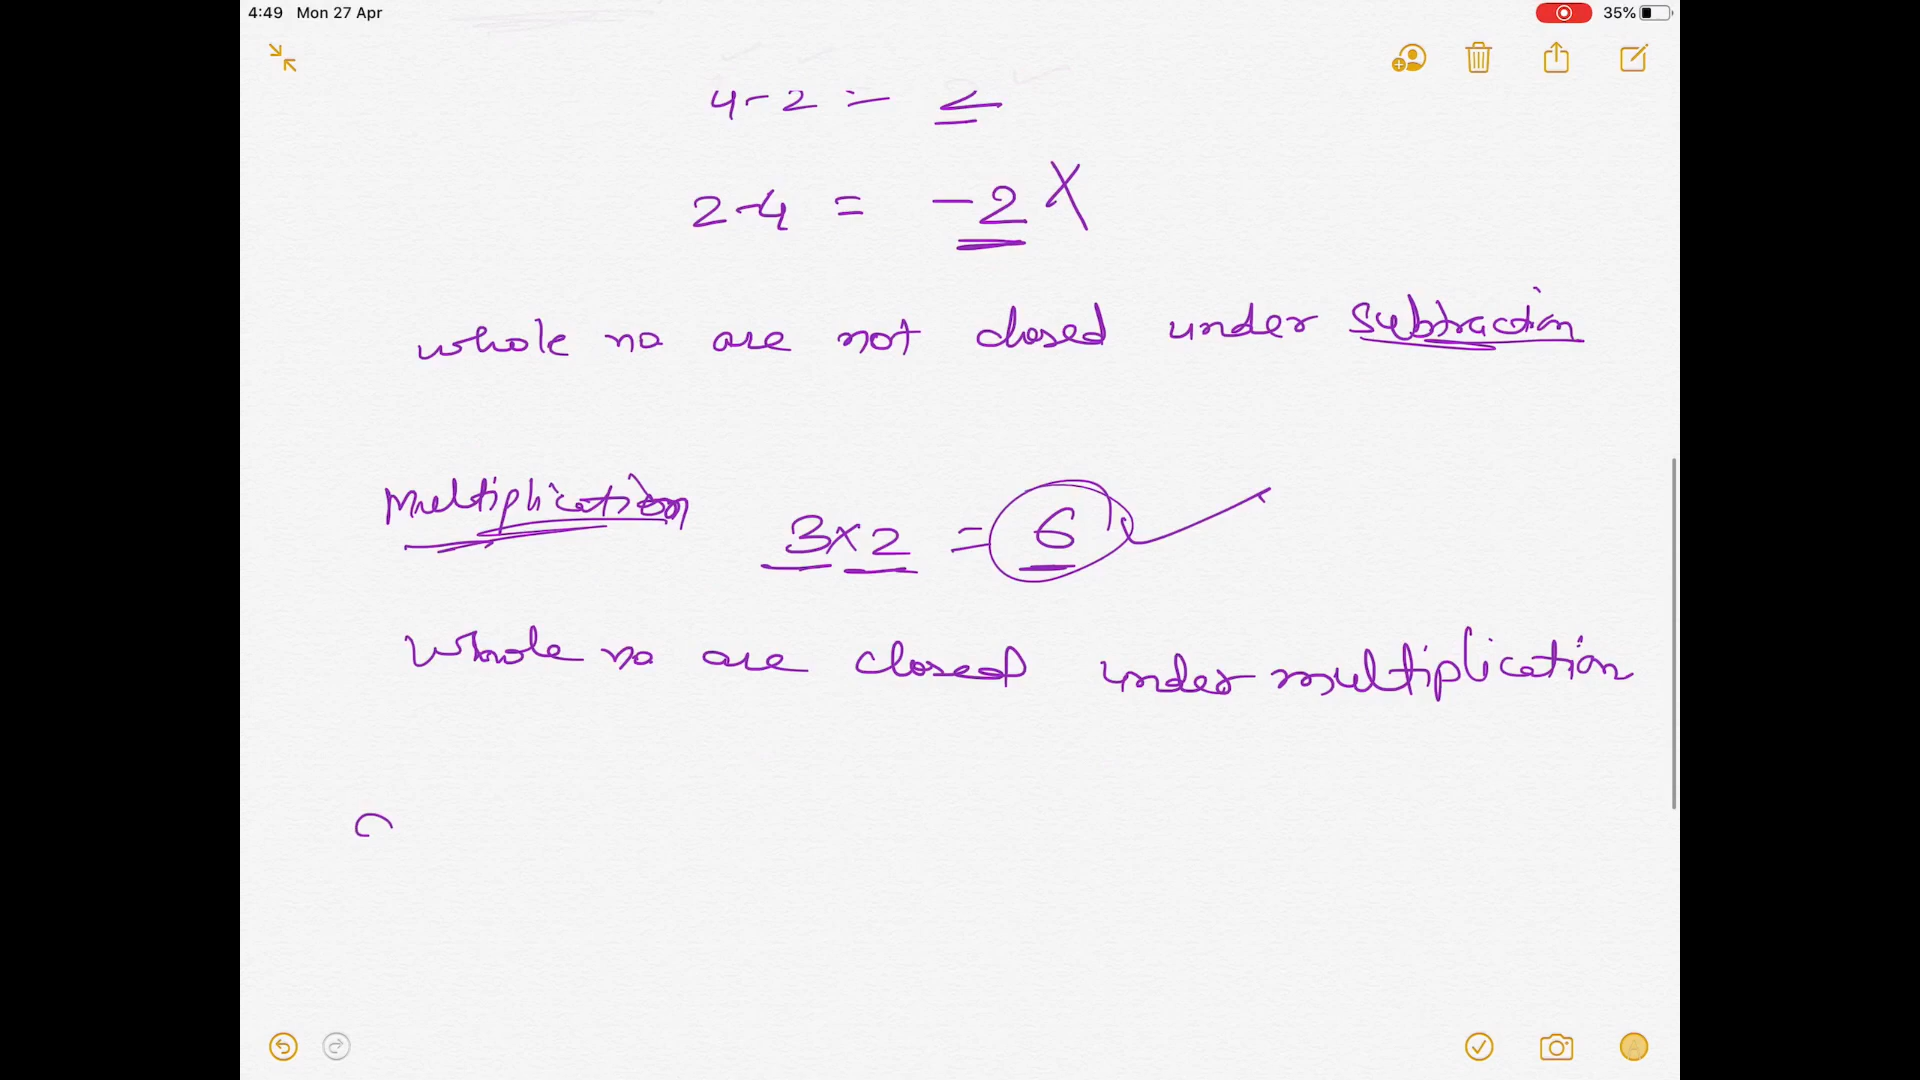 4:49 Mon 27 Apr 35%
4-2 = 2
2-4 = -2 X
whole no are not closed under subtraction
Multiplication 3x2 = 6
Whole no are closed under multiplication